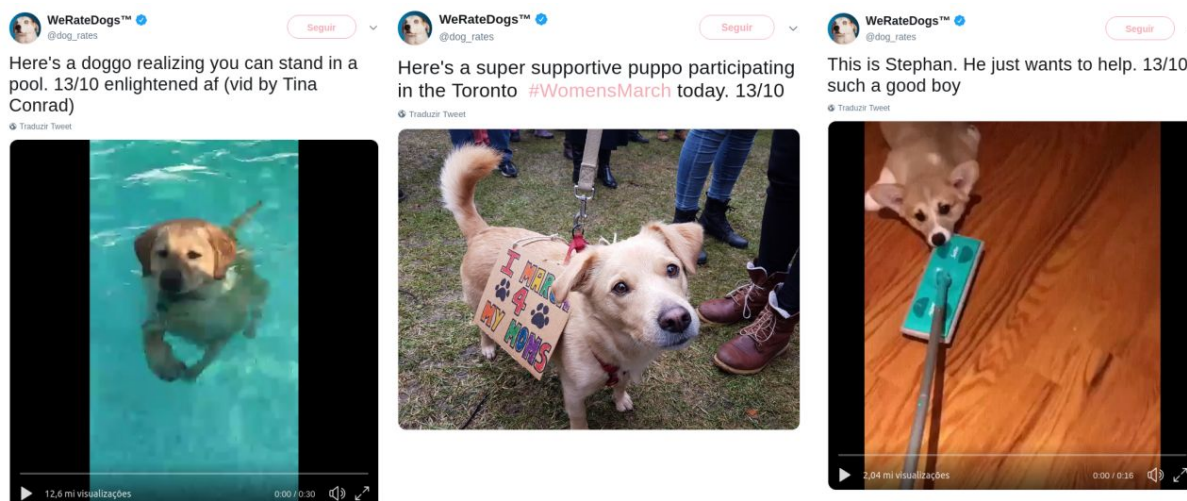 WeRateDogs™
@dog_rates
Seguir
Here's a doggo realizing you can stand in a
pool. 13/10 enlightened af (vid by Tina
Conrad)
Traduzir Tweet
12,6 mi visualizações
0:00 / 0:30
WeRateDogs™
@dog_rates
Seguir
Here's a super supportive puppo participating
in the Toronto #WomensMarch today. 13/10
Traduzir Tweet
I MAR
4
MY MOMS
WeRateDogs™
@dog_rates
Seguir
This is Stephan. He just wants to help. 13/10
such a good boy
Traduzir Tweet
2,04 mi visualizações
0:00 / 0:16